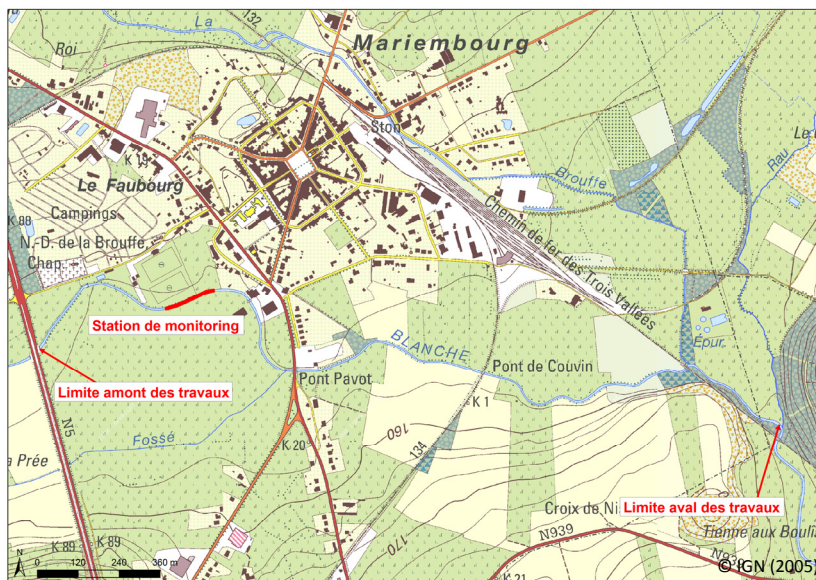 La
132
Mariembourg
Roi
Ston
K 19
Le Faubourg
Brouffe
Rau
Campings
K 88
N.-D. de la Brouffe
Chap.
Chemin de fer des Trois Vallées
Station de monitoring
BLANCHE
Épur.
Pont de Couvin
Limite amont des travaux
Pont Pavot
K 1
N5
Fossé
160
134
K 20
a Prée
Croix de Ni
Limite aval des travaux
Tienne aux Boulî
N939
170
K 89
K 89
K 21
0 120 240 360 m
N
© IGN (2005)